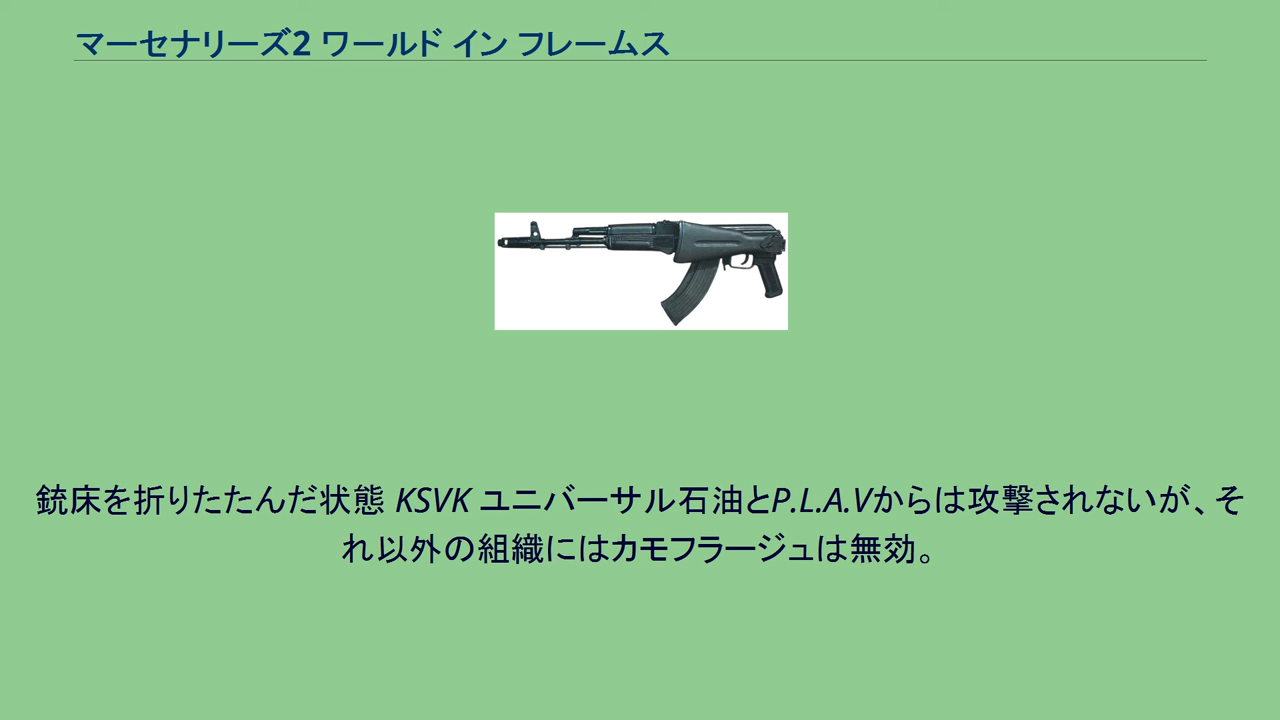 マーセナリーズ2 ワールド イン フレームス
銃床を折りたたんだ状態 KSVK ユニバーサル石油とP.L.A.Vからは攻撃されないが、そ
れ以外の組織にはカモフラージュは無効。